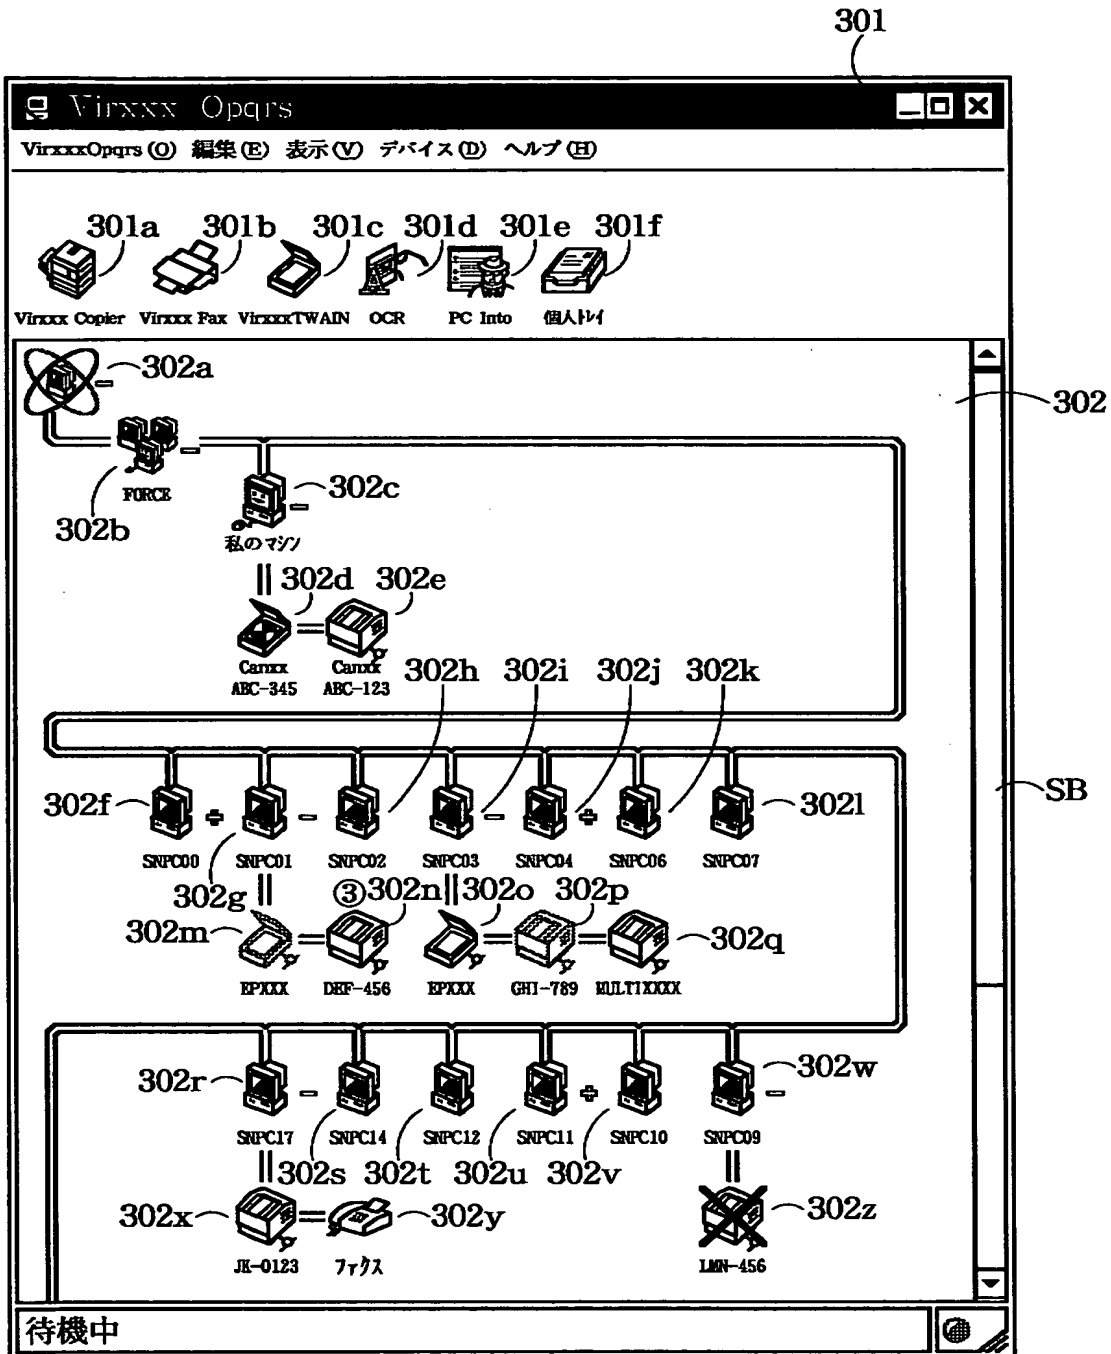 301
Virxxx Opqrs
VirxxxOpqrs(O) 編集(E) 表示(V) デバイス(D) ヘルプ(H)
301a 301b 301c 301d 301e 301f
Virxxx Copier Virxxx Fax VirxxxTWAIN OCR PC Into 個人トレイ
302a
302
FORCE
302b
302c
私のマシン
302d 302e
Canxx ABC-345
Canxx ABC-123
302h 302i 302j 302k
302f
302l
SB
SNPC00 SNPC01 SNPC02 SNPC03 SNPC04 SNPC06 SNPC07
302g ③302n 302o 302p
302m
302q
EPXXX DEF-456 EPXXX GHI-789 MULTIXXXX
302r
302w
SNPC17 SNPC14 SNPC12 SNPC11 SNPC10 SNPC09
302s 302t 302u 302v
302x 302y 302z
JK-0123 ファクス LMN-456
待機中